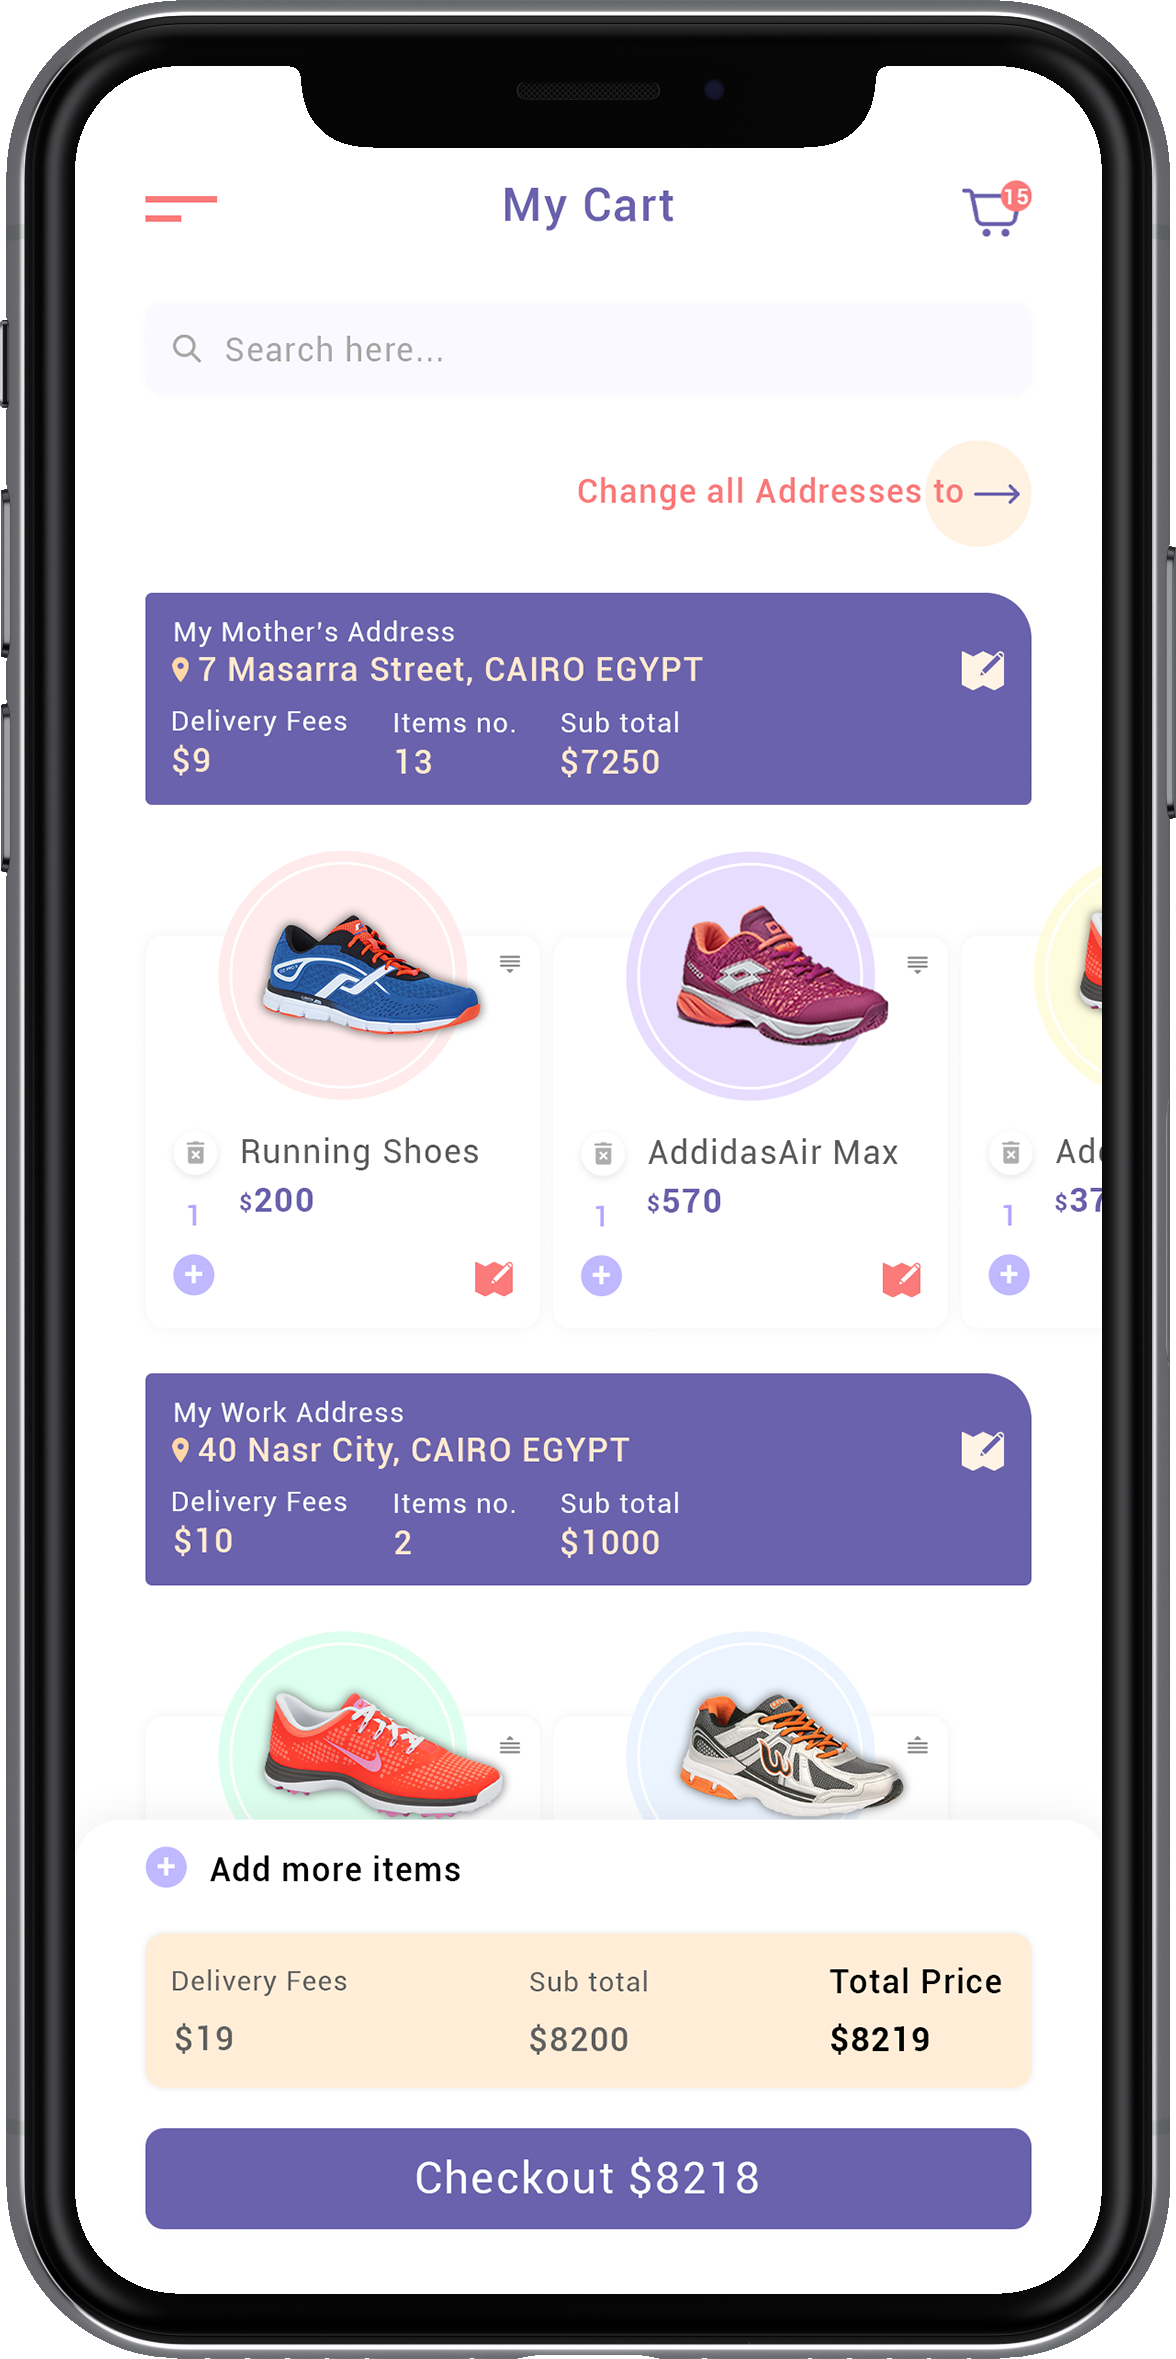 My Cart
15
Search here...
Change all Addresses to
My Mother's Address
7 Masarra Street, CAIRO EGYPT
Delivery Fees Items no. Sub total
$9 13 $7250
Running Shoes AddidasAir Max Add
$200 $570 $37
1 1 1
My Work Address
40 Nasr City, CAIRO EGYPT
Delivery Fees Items no. Sub total
$10 2 $1000
Add more items
Delivery Fees Sub total Total Price
$19 $8200 $8219
Checkout $8218